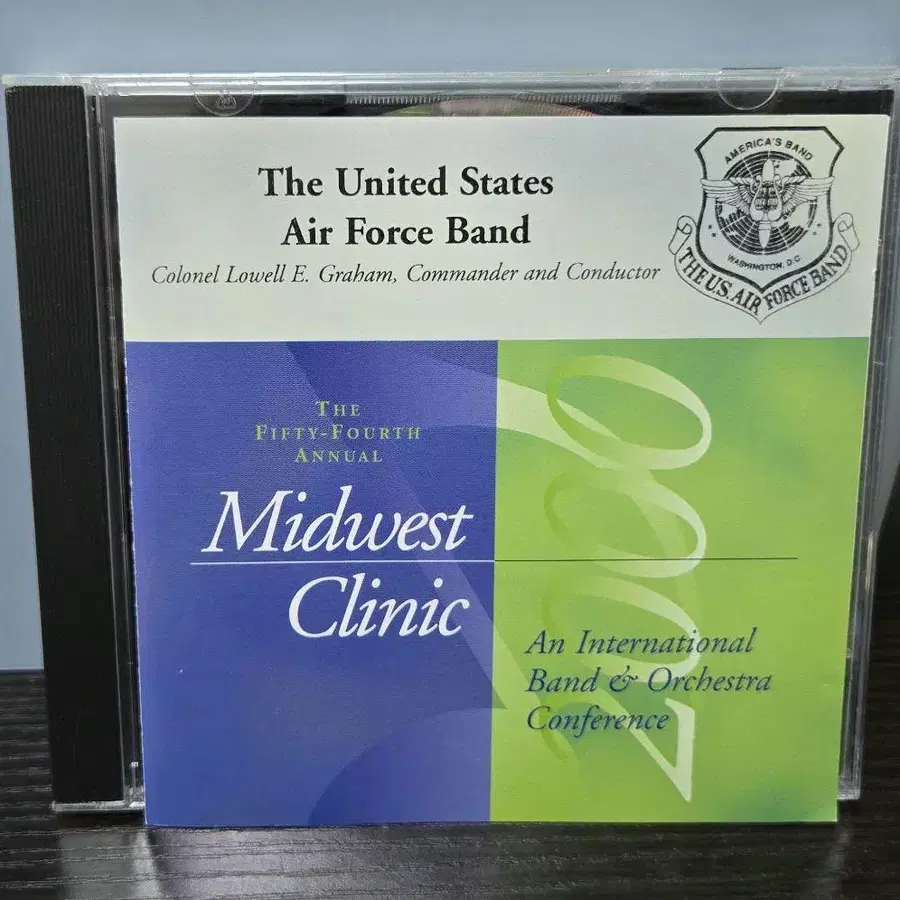 The United States
Air Force Band
Colonel Lowell E. Graham, Commander and Conductor
AMERICA'S BAND
WASHINGTON, D.C.
THE U.S. AIR FORCE BAND
THE
FIFTY-FOURTH
ANNUAL
Midwest
Clinic
2000
An International
Band & Orchestra
Conference